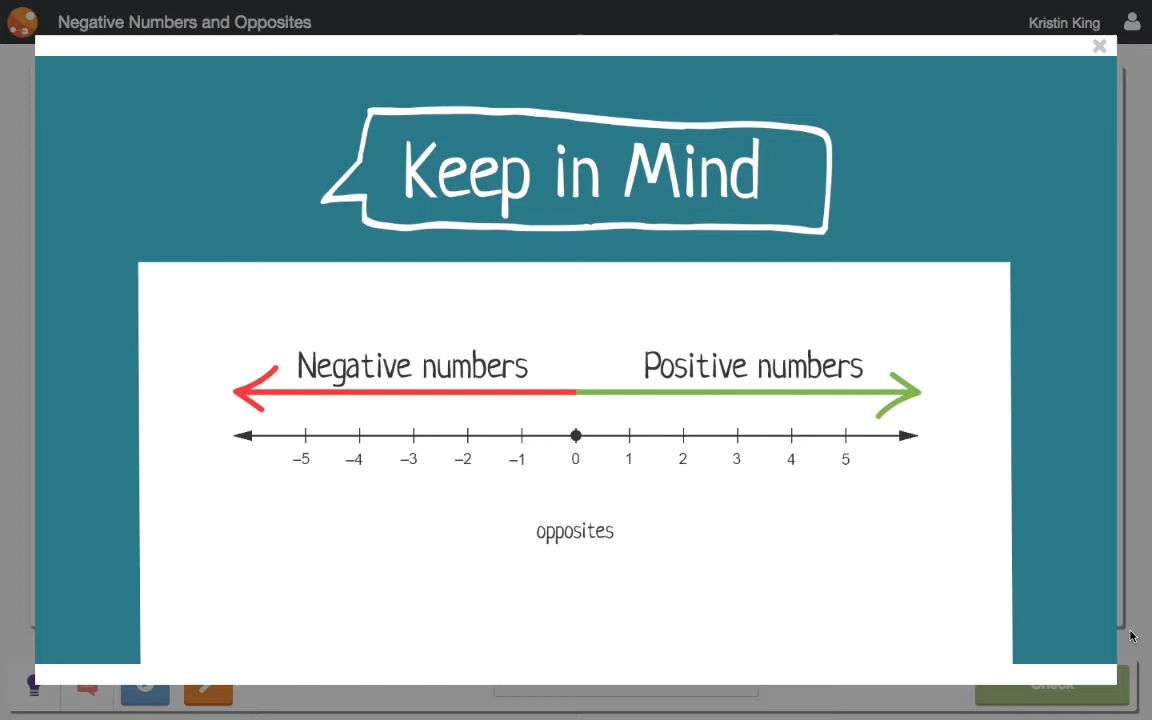 Negative Numbers and Opposites
Kristin King
Keep in Mind
Negative numbers
Positive numbers
–5 –4 –3 –2 –1 0 1 2 3 4 5
opposites
Check